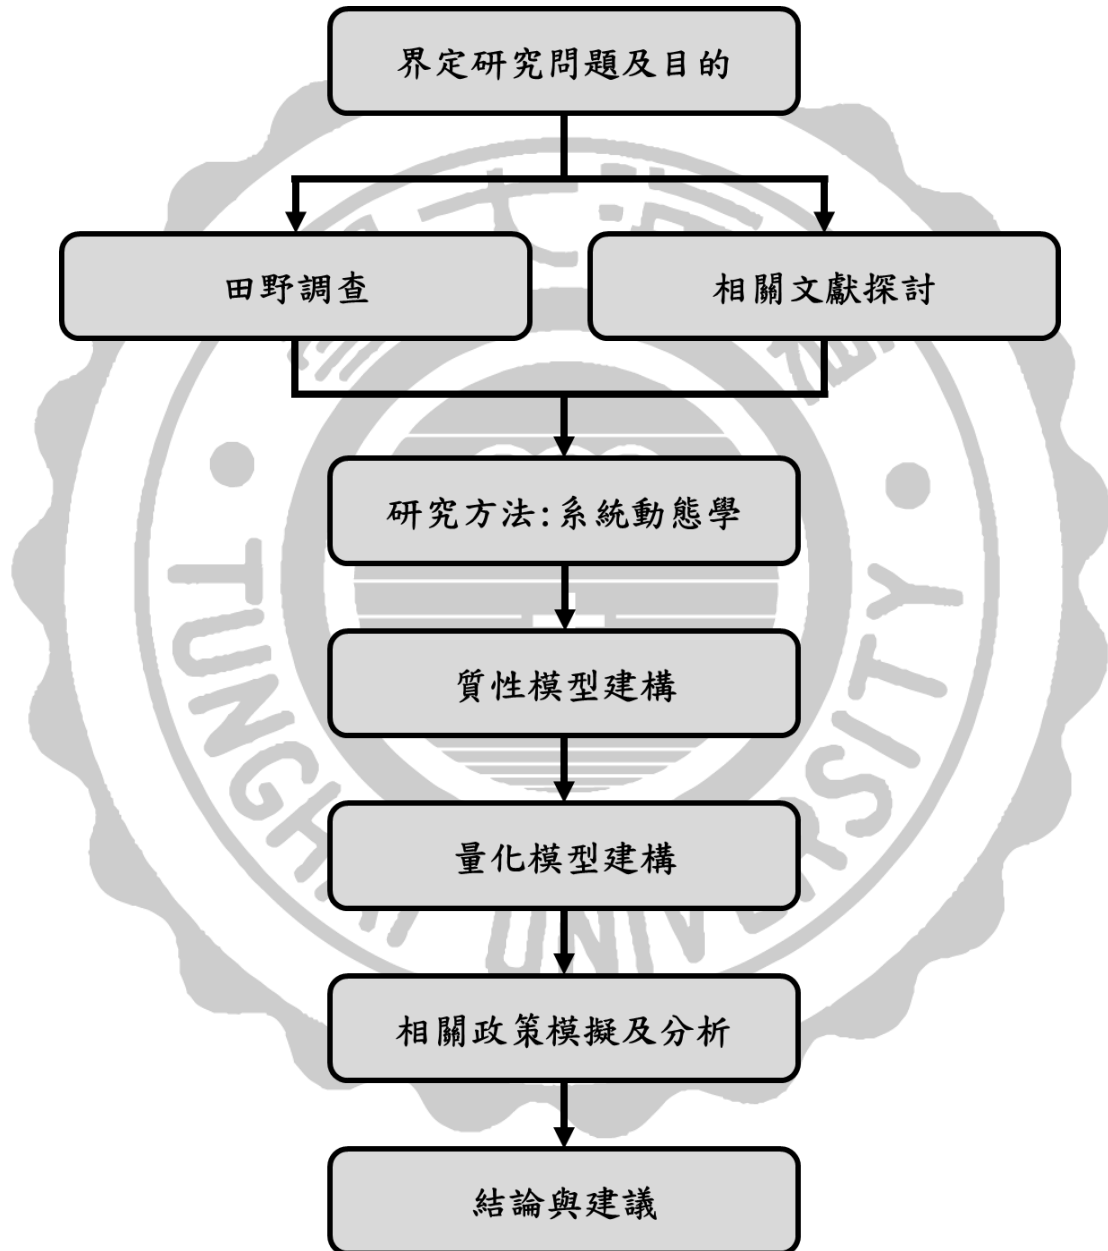 界定研究問題及目的
田野調查
相關文獻探討
研究方法:系統動態學
質性模型建構
量化模型建構
相關政策模擬及分析
結論與建議
TUNGHAI UNIVERSITY